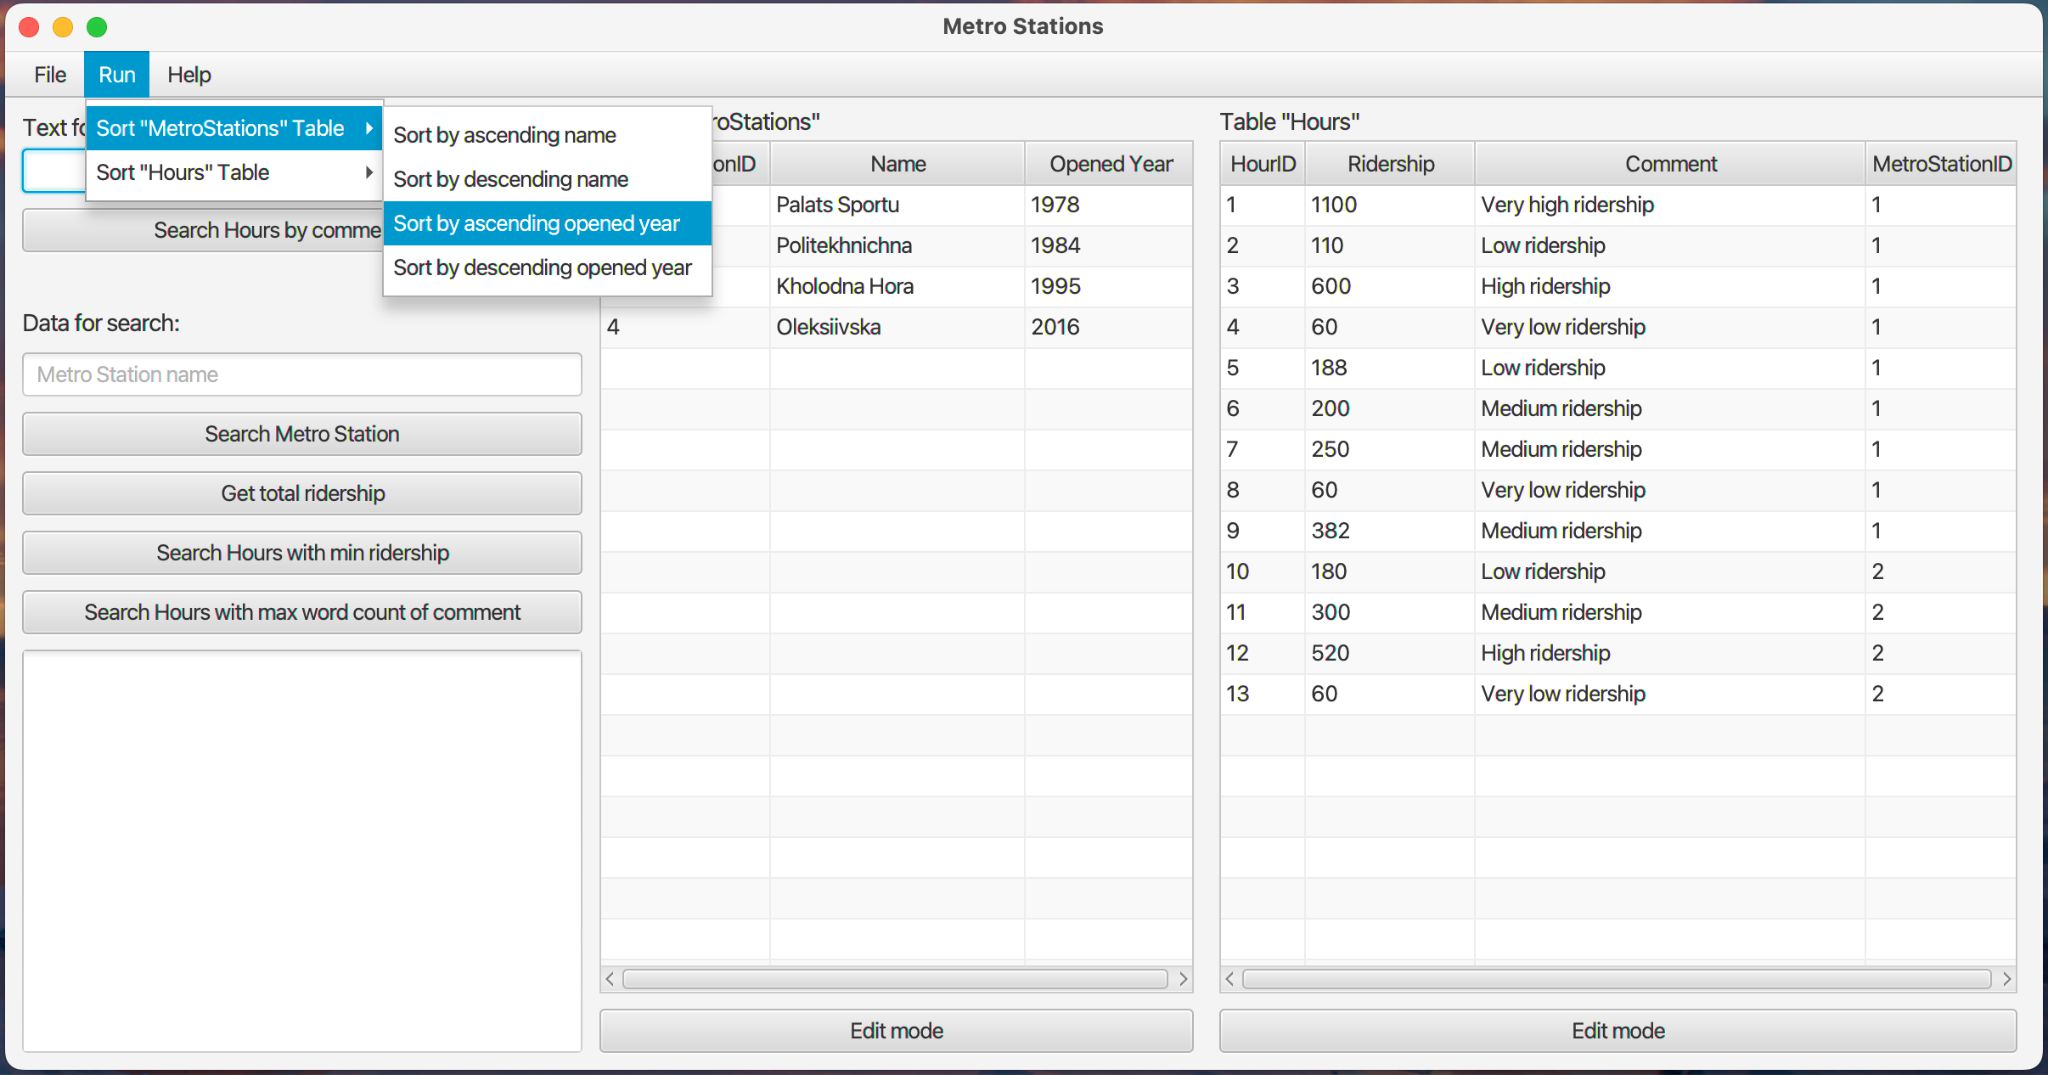 Metro Stations
File Run Help
Sort "MetroStations" Table
Sort "Hours" Table
Sort by ascending name
Sort by descending name
Sort by ascending opened year
Sort by descending opened year
Text
Search Hours by
Data for search:
Metro Station name
Search Metro Station
Get total ridership
Search Hours with min ridership
Search Hours with max word count of comment
Name Opened Year
Palats Sportu 1978
Politekhnichna 1984
Kholodna Hora 1995
4 Oleksiivska 2016
Edit mode
Table "Hours"
HourID Ridership Comment MetroStationID
1 1100 Very high ridership 1
2 110 Low ridership 1
3 600 High ridership 1
4 60 Very low ridership 1
5 188 Low ridership 1
6 200 Medium ridership 1
7 250 Medium ridership 1
8 60 Very low ridership 1
9 382 Medium ridership 1
10 180 Low ridership 2
11 300 Medium ridership 2
12 520 High ridership 2
13 60 Very low ridership 2
Edit mode